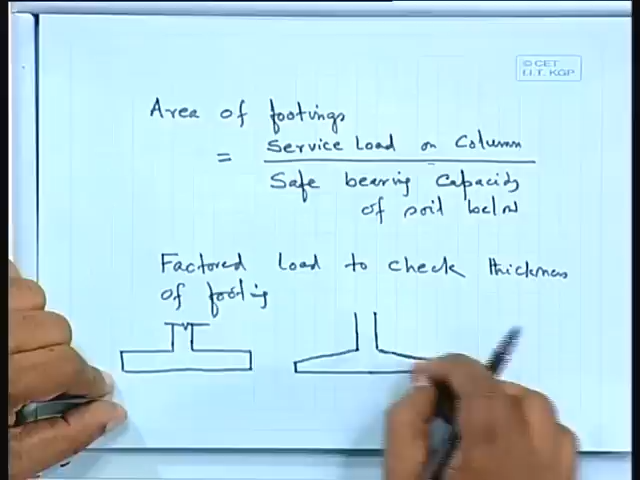 © CET
I.I.T. KGP
Area of footings
= Service Load on Column
Safe bearing capacity
of soil below
Factored load to check thickness
of footing